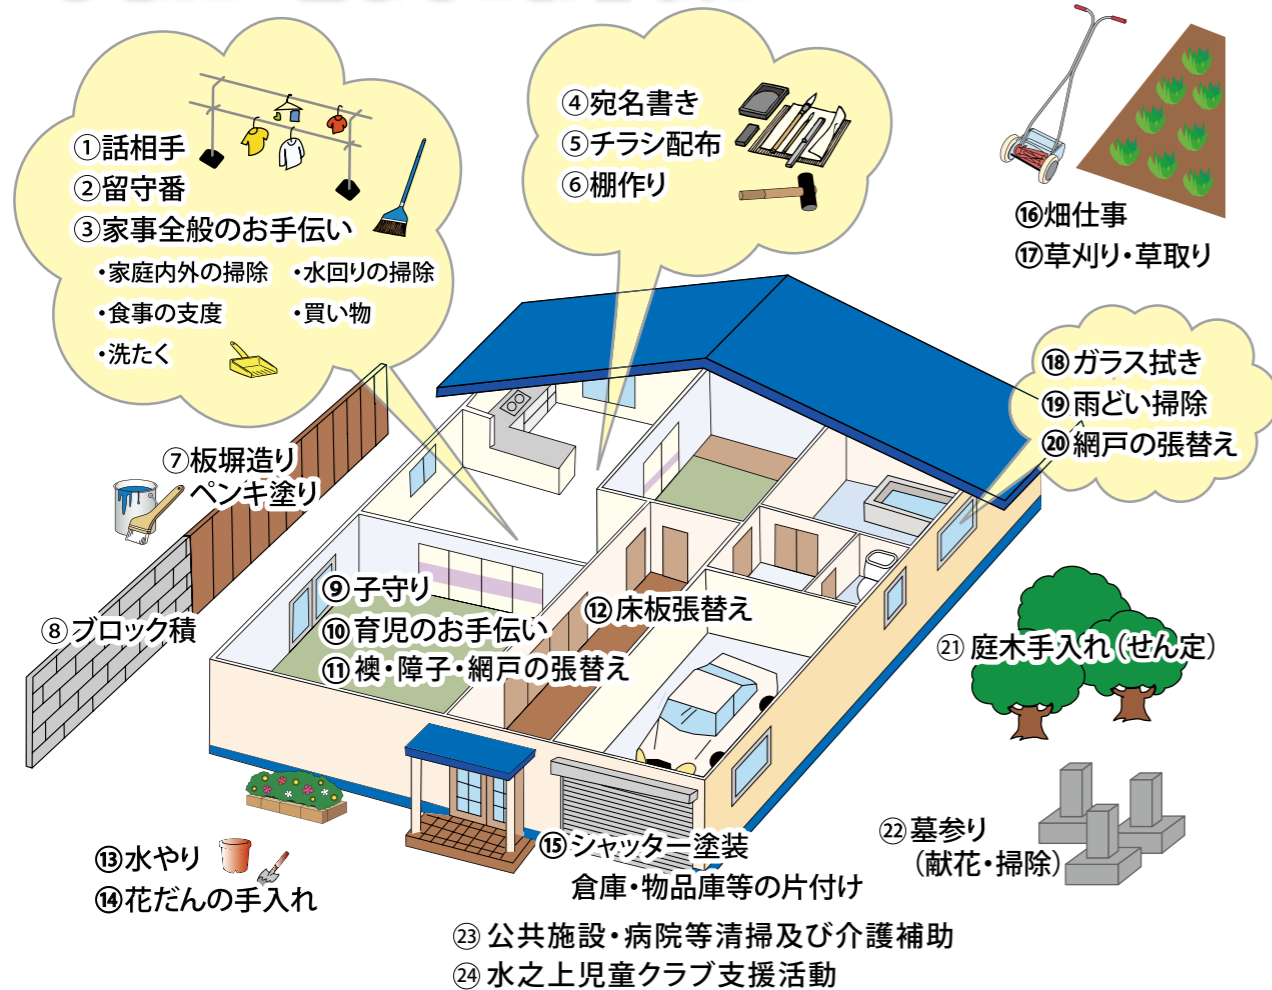 ①話相手
②留守番
③家事全般のお手伝い
・家庭内外の掃除 ・水回りの掃除
・食事の支度 ・買い物
・洗たく
④宛名書き
⑤チラシ配布
⑥棚作り
⑦板塀造り
ペンキ塗り
⑧ブロック積
⑨子守り
⑩育児のお手伝い
⑪襖・障子・網戸の張替え
⑫床板張替え
⑬水やり
⑭花だんの手入れ
⑮シャッター塗装
倉庫・物品庫等の片付け
⑯畑仕事
⑰草刈り・草取り
⑱ガラス拭き
⑲雨どい掃除
⑳網戸の張替え
㉑庭木手入れ(せん定)
㉒墓参り
(献花・掃除)
㉓公共施設・病院等清掃及び介護補助
㉔水之上児童クラブ支援活動